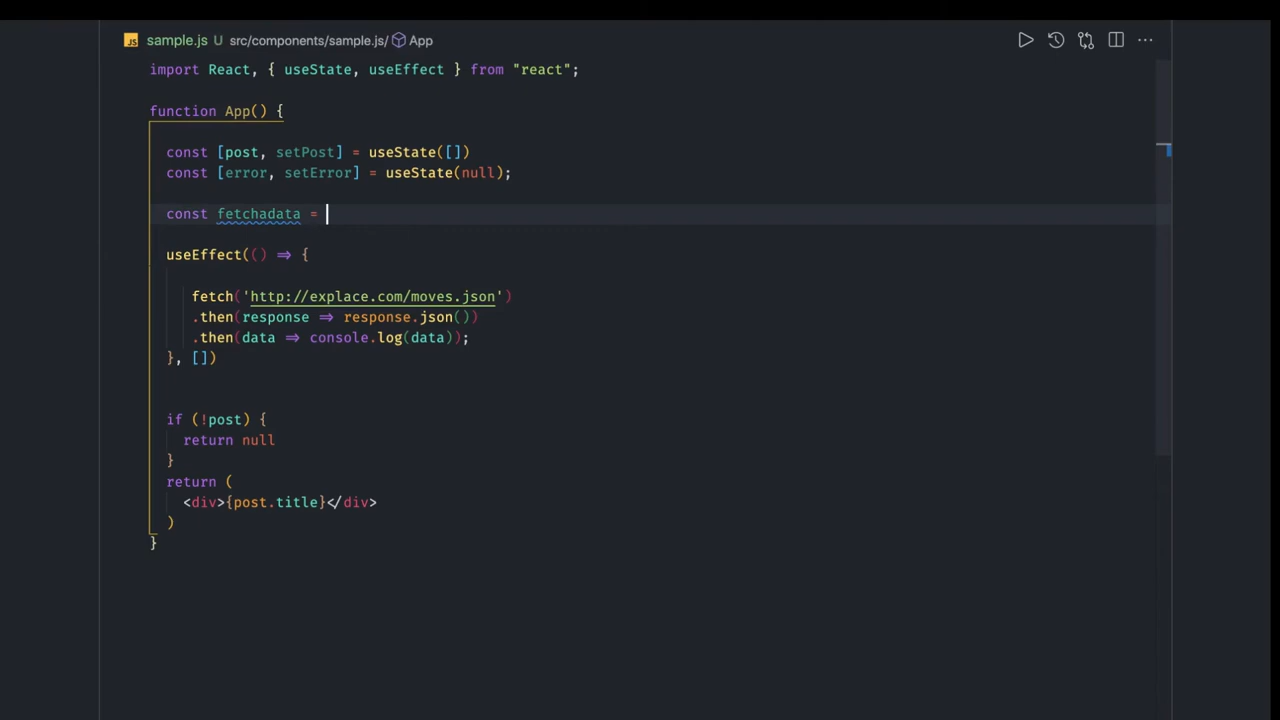 JS sample.js U src/components/sample.js/ App
import React, { useState, useEffect } from "react";
function App() {
const [post, setPost] = useState([])
const [error, setError] = useState(null);
const fetchadata =
useEffect(() => {
fetch('http://explace.com/moves.json')
.then(response => response.json())
.then(data => console.log(data));
}, [])
if (!post) {
return null
}
return (
<div>{post.title}</div>
)
}